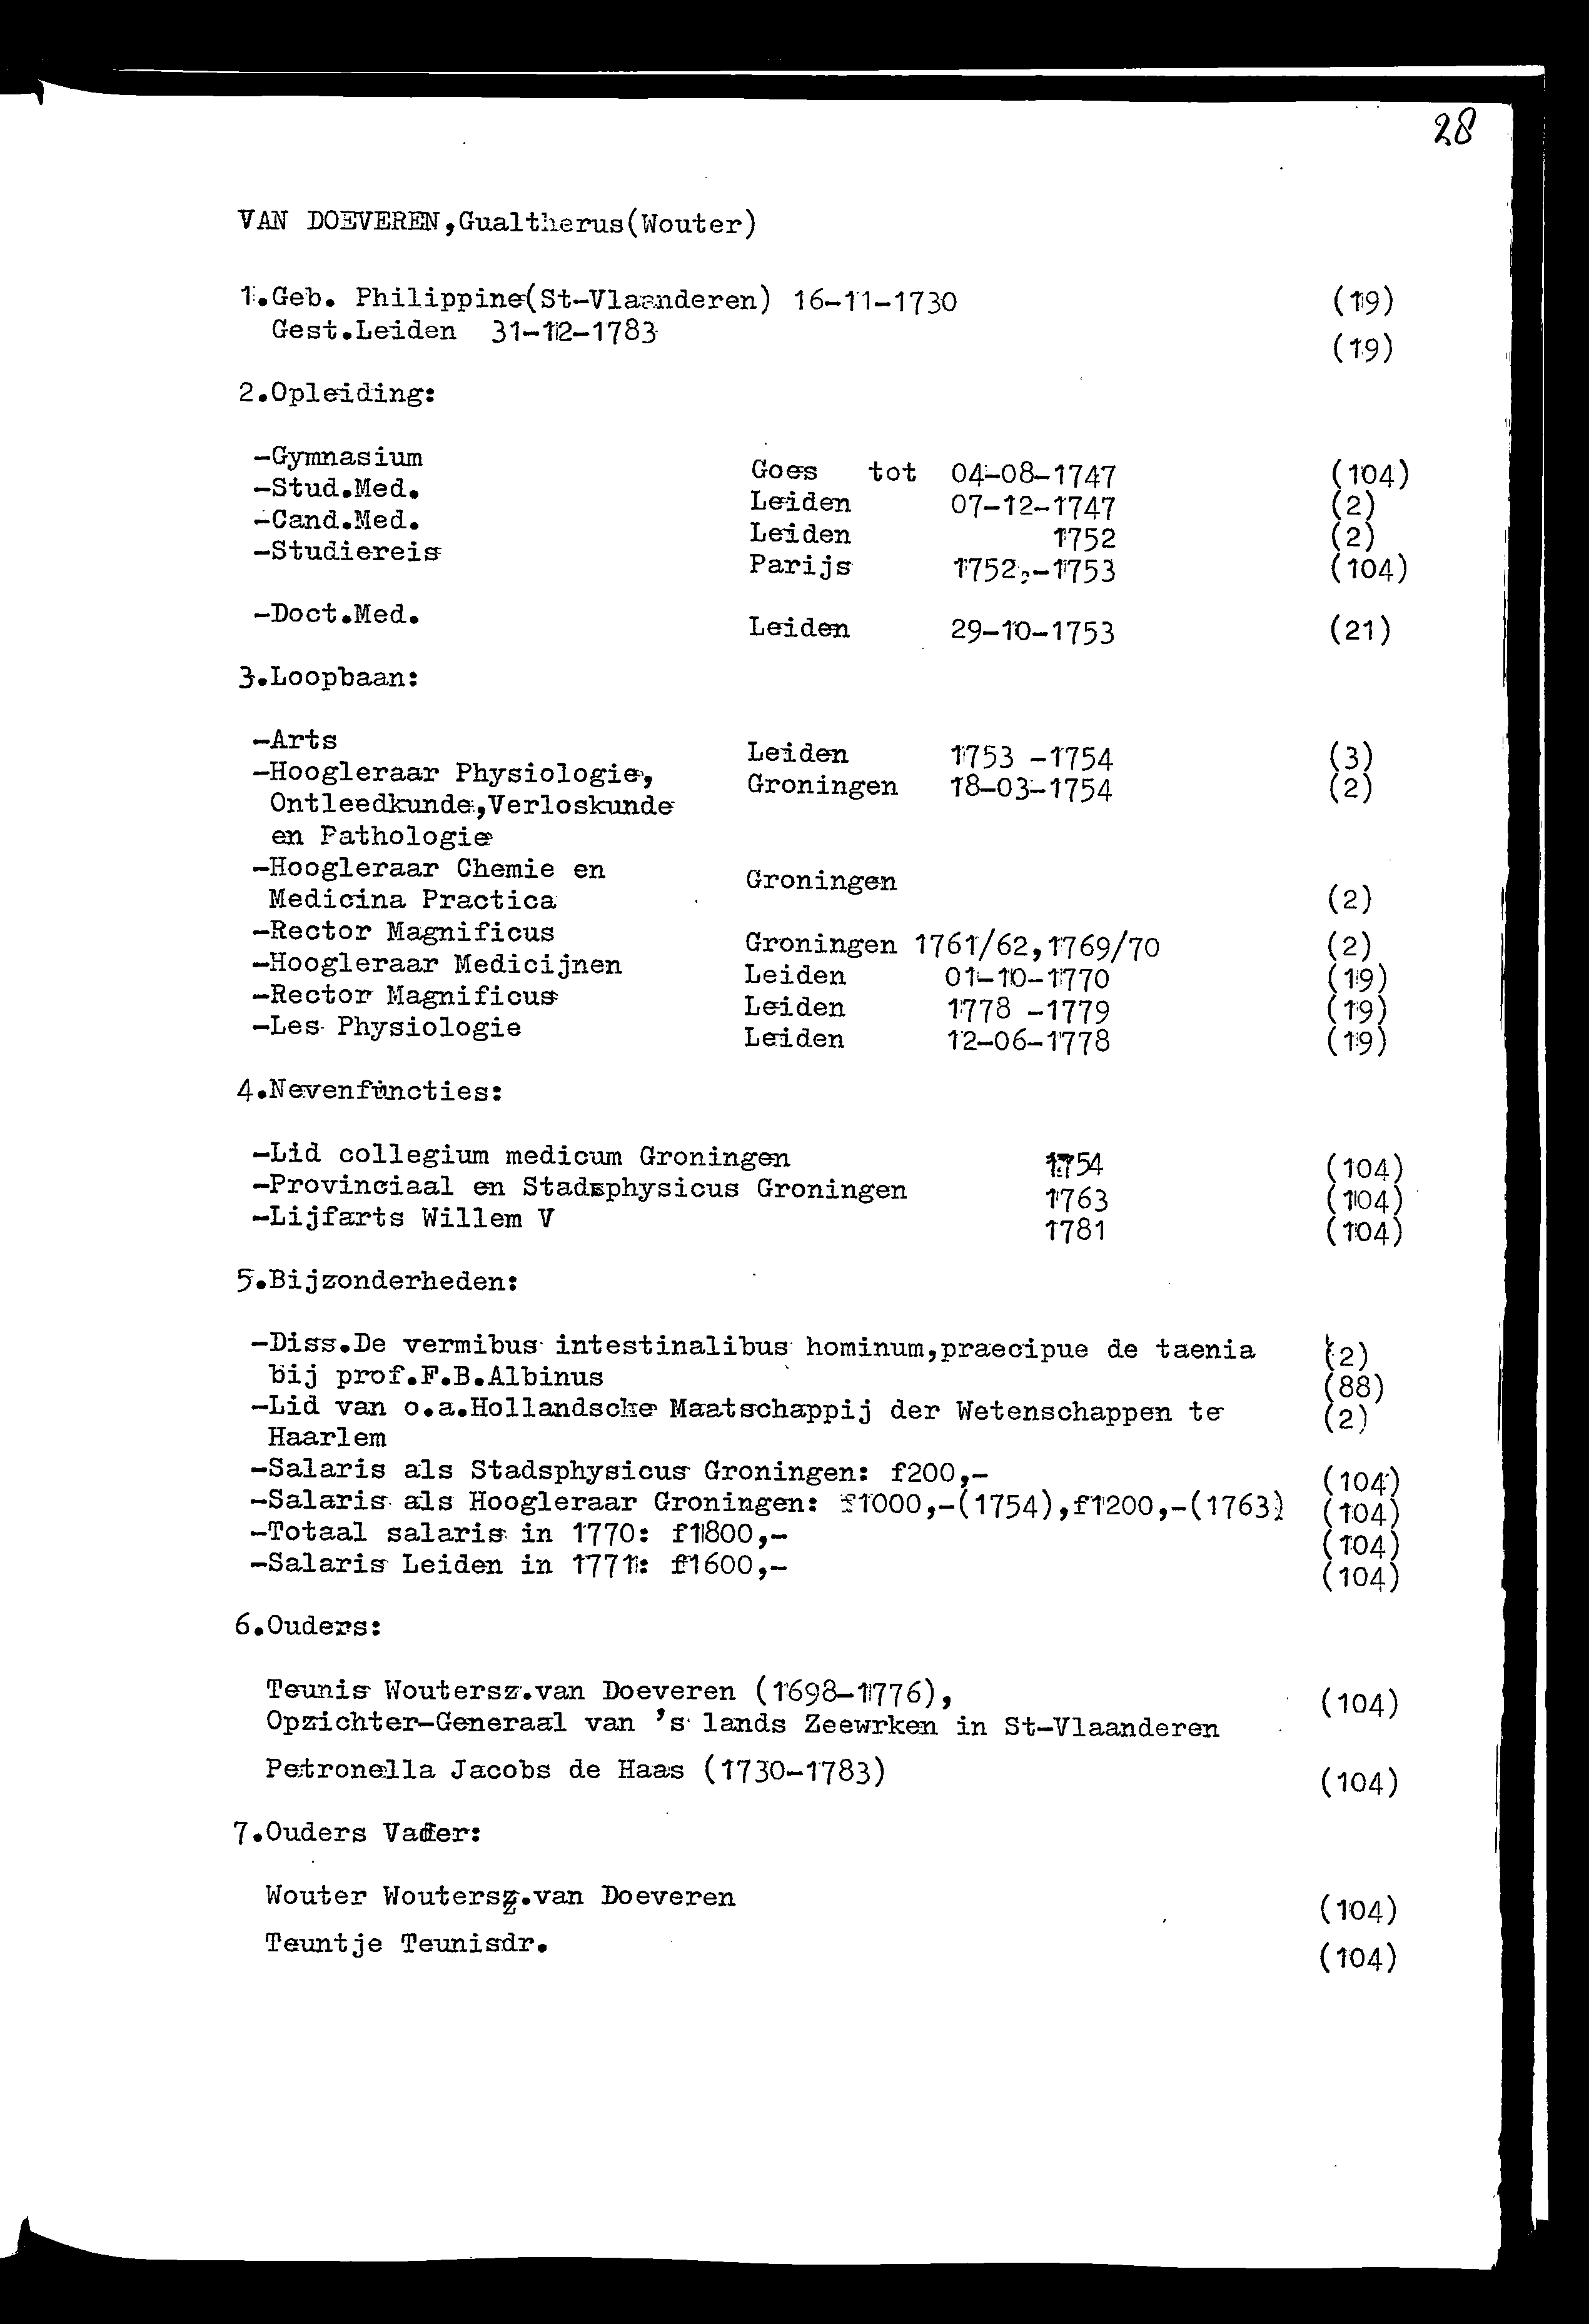 28
VAN DOEVEREN,Gualtherus(Wouter)
1.Geb. Philippine(St-Vlaanderen) 16-11-1730 (19)
Gest.Leiden 31-12-1783 (19)
2.Opleiding:
-Gymnasium Goes tot 04-08-1747 (104)
-Stud.Med. Leiden 07-12-1747 (2)
-Cand.Med. Leiden 1752 (2)
-Studiereis Parijs 1752,-1753 (104)
-Doct.Med. Leiden 29-10-1753 (21)
3.Loopbaan:
-Arts Leiden 1753 -1754 (3)
-Hoogleraar Physiologie, Groningen 18-03-1754 (2)
Ontleedkunde,Verloskunde
en Pathologie
-Hoogleraar Chemie en Groningen
Medicina Practica (2)
-Rector Magnificus Groningen 1761/62,1769/70 (2)
-Hoogleraar Medicijnen Leiden 01-10-1770 (19)
-Rector Magnificus Leiden 1778 -1779 (19)
-Les Physiologie Leiden 12-06-1778 (19)
4.Nevenfuncties:
-Lid collegium medicum Groningen 1754 (104)
-Provinciaal en Stadsphysicus Groningen 1763 (104)
-Lijfarts Willem V 1781 (104)
5.Bijzonderheden:
-Diss.De vermibus intestinalibus hominum,praecipue de taenia (2)
bij prof.F.B.Albinus (88)
-Lid van o.a.Hollandsche Maatschappij der Wetenschappen te (2)
Haarlem
-Salaris als Stadsphysicus Groningen: f200,- (104)
-Salaris als Hoogleraar Groningen: f1000,-(1754),f1200,-(1763) (104)
-Totaal salaris in 1770: f1800,- (104)
-Salaris Leiden in 1771: f1600,- (104)
6.Ouders:
Teunis Woutersz.van Doeveren (1698-1776), (104)
Opzichter-Generaal van 's lands Zeewrken in St-Vlaanderen
Petronella Jacobs de Haas (1730-1783) (104)
7.Ouders Vader:
Wouter Woutersz.van Doeveren (104)
Teuntje Teunisdr. (104)